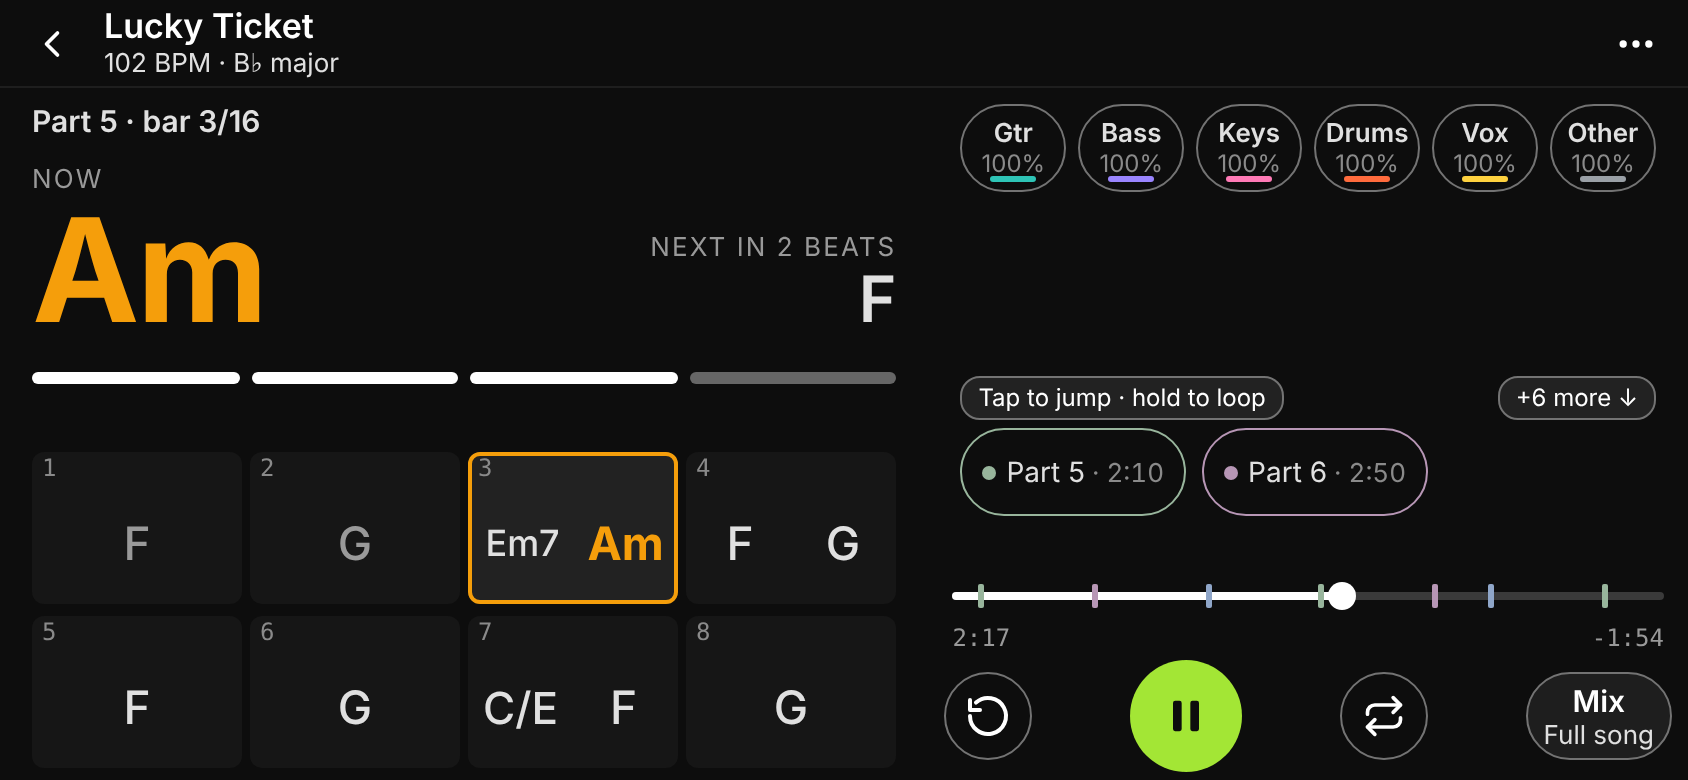 Lucky Ticket
102 BPM · B♭ major
Part 5 · bar 3/16
NOW
Am
NEXT IN 2 BEATS
F
1
F
2
G
3
Em7 Am
4
F G
5
F
6
G
7
C/E F
8
G
Gtr
100%
Bass
100%
Keys
100%
Drums
100%
Vox
100%
Other
100%
Tap to jump · hold to loop
+6 more ↓
Part 5 · 2:10
Part 6 · 2:50
2:17
-1:54
Mix
Full song